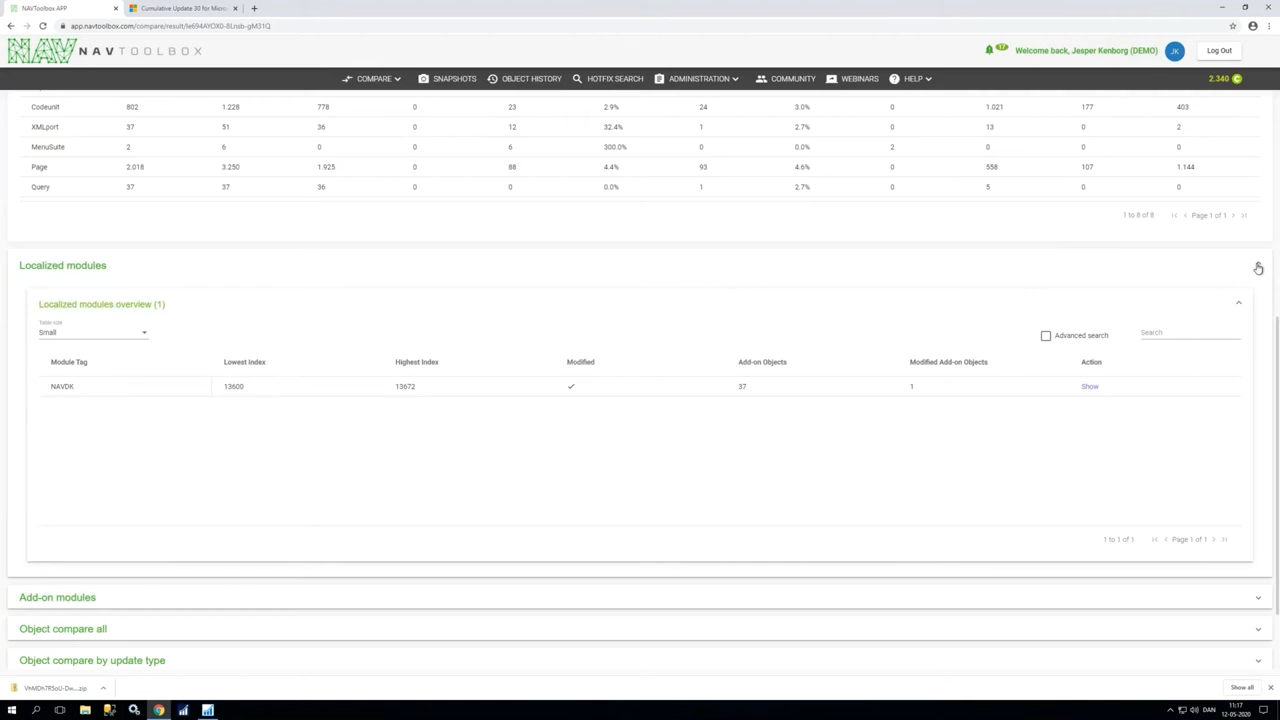 NAVToolbox APP
Cumulative Update 30 for Micros
app.navtoolbox.com/compare/result/Ie694AYOX0-8Lnsb-gM31Q
NAV NAVTOOLBOX
17
Welcome back, Jesper Kenborg (DEMO)
JK
Log Out
COMPARE
SNAPSHOTS
OBJECT HISTORY
HOTFIX SEARCH
ADMINISTRATION
COMMUNITY
WEBINARS
HELP
2.340
Codeunit 802 1.228 778 0 23 2.9% 24 3.0% 0 1.021 177 403
XMLport 37 51 36 0 12 32.4% 1 2.7% 0 13 0 2
MenuSuite 2 6 0 0 6 300.0% 0 0.0% 2 0 0 0
Page 2.018 3.250 1.925 0 88 4.4% 93 4.6% 0 558 107 1.144
Query 37 37 36 0 0 0.0% 1 2.7% 0 5 0 0
1 to 8 of 8 Page 1 of 1
Localized modules
Localized modules overview (1)
Table size
Small
Advanced search
Search
Module Tag Lowest Index Highest Index Modified Add-on Objects Modified Add-on Objects Action
NAVDK 13600 13672 37 1 Show
1 to 1 of 1 Page 1 of 1
Add-on modules
Object compare all
Object compare by update type
VhMDh7R5oU-Dw....zip
Show all
DAN
11:17
12-05-2020